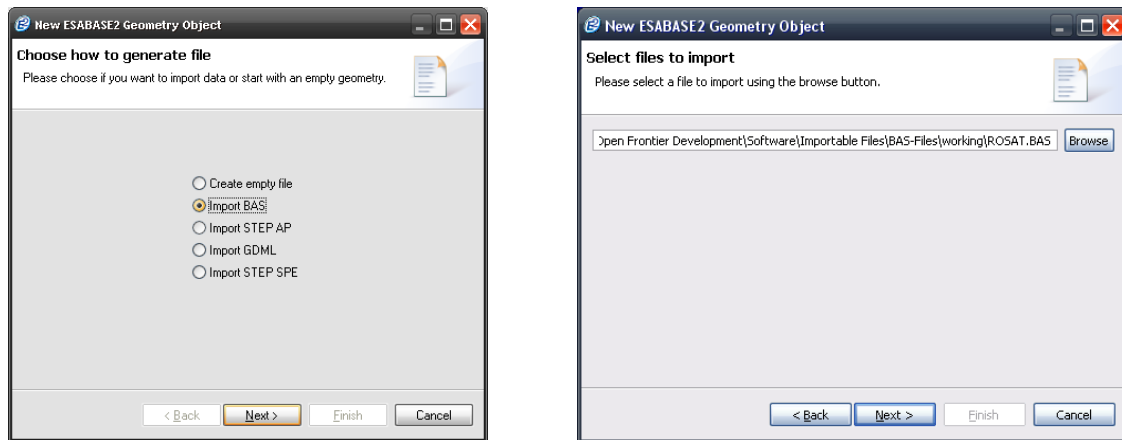 New ESABASE2 Geometry Object
Choose how to generate file
Please choose if you want to import data or start with an empty geometry.
Create empty file
Import BAS
Import STEP AP
Import GDML
Import STEP SPE
< Back
Next >
Finish
Cancel
New ESABASE2 Geometry Object
Select files to import
Please select a file to import using the browse button.
Open Frontier Development\Software\Importable Files\BAS-Files\working\ROSAT.BAS
Browse
< Back
Next >
Finish
Cancel